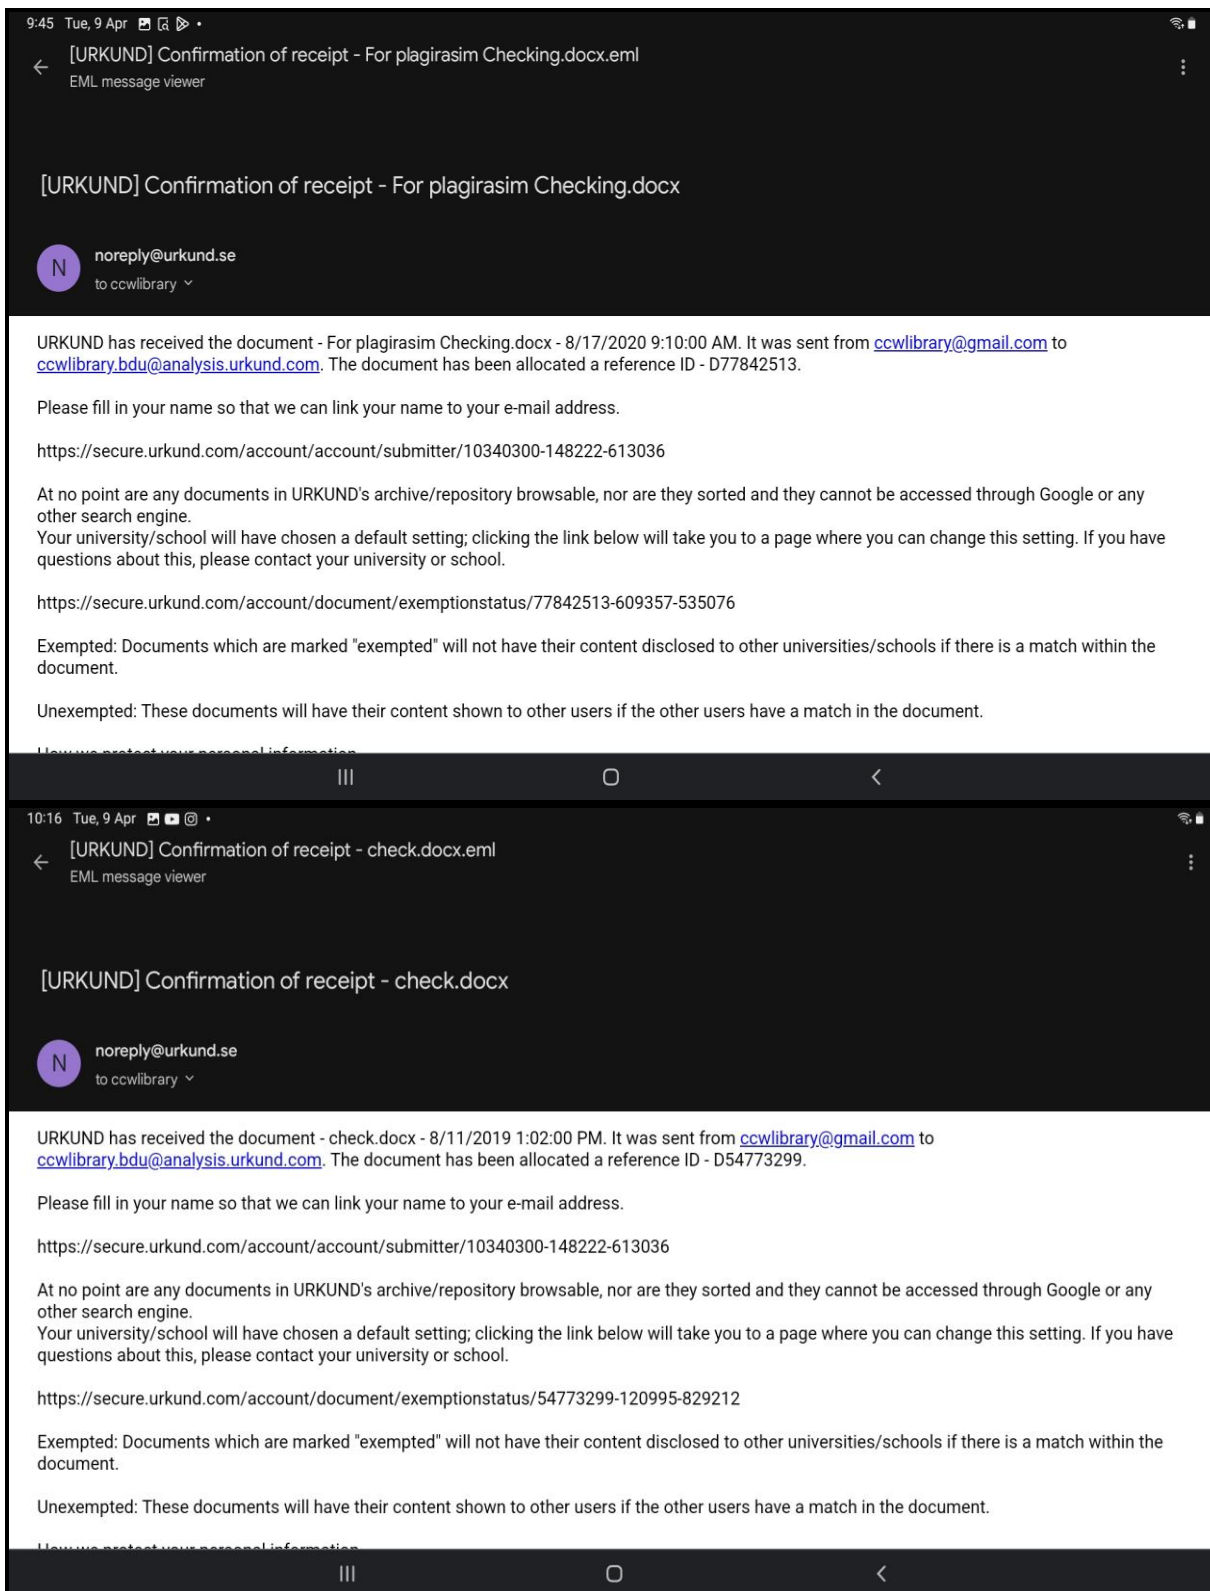 9:45 Tue, 9 Apr
[URKUND] Confirmation of receipt - For plagirasim Checking.docx.eml
EML message viewer
[URKUND] Confirmation of receipt - For plagirasim Checking.docx
N
noreply@urkund.se
to ccwlibrary
URKUND has received the document - For plagirasim Checking.docx - 8/17/2020 9:10:00 AM. It was sent from ccwlibrary@gmail.com to
ccwlibrary.bdu@analysis.urkund.com. The document has been allocated a reference ID - D77842513.
Please fill in your name so that we can link your name to your e-mail address.
https://secure.urkund.com/account/account/submitter/10340300-148222-613036
At no point are any documents in URKUND's archive/repository browsable, nor are they sorted and they cannot be accessed through Google or any
other search engine.
Your university/school will have chosen a default setting; clicking the link below will take you to a page where you can change this setting. If you have
questions about this, please contact your university or school.
https://secure.urkund.com/account/document/exemptionstatus/77842513-609357-535076
Exempted: Documents which are marked "exempted" will not have their content disclosed to other universities/schools if there is a match within the
document.
Unexempted: These documents will have their content shown to other users if the other users have a match in the document.
How we protect your personal information
10:16 Tue, 9 Apr
[URKUND] Confirmation of receipt - check.docx.eml
EML message viewer
[URKUND] Confirmation of receipt - check.docx
N
noreply@urkund.se
to ccwlibrary
URKUND has received the document - check.docx - 8/11/2019 1:02:00 PM. It was sent from ccwlibrary@gmail.com to
ccwlibrary.bdu@analysis.urkund.com. The document has been allocated a reference ID - D54773299.
Please fill in your name so that we can link your name to your e-mail address.
https://secure.urkund.com/account/account/submitter/10340300-148222-613036
At no point are any documents in URKUND's archive/repository browsable, nor are they sorted and they cannot be accessed through Google or any
other search engine.
Your university/school will have chosen a default setting; clicking the link below will take you to a page where you can change this setting. If you have
questions about this, please contact your university or school.
https://secure.urkund.com/account/document/exemptionstatus/54773299-120995-829212
Exempted: Documents which are marked "exempted" will not have their content disclosed to other universities/schools if there is a match within the
document.
Unexempted: These documents will have their content shown to other users if the other users have a match in the document.
How we protect your personal information